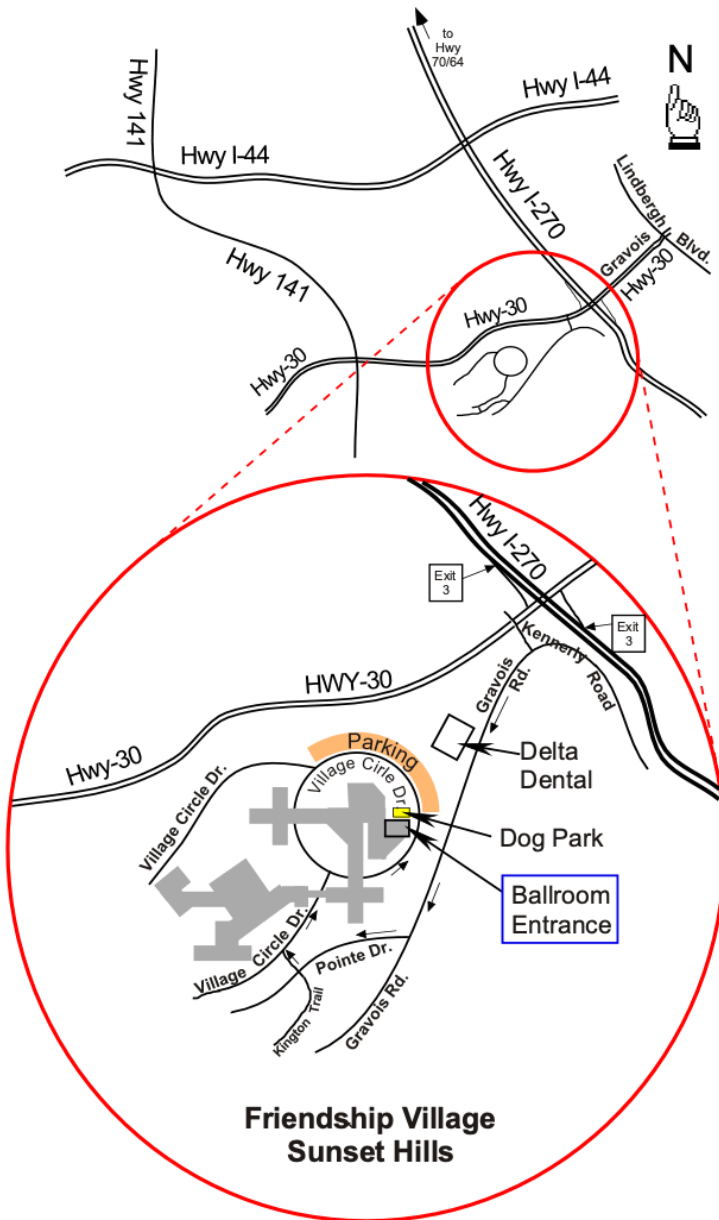 to
Hwy
70/64
N
Hwy 141
Hwy I-44
Hwy I-44
Hwy I-270
Lindbergh
Blvd.
Gravois
Hwy-30
Hwy 141
Hwy-30
Hwy-30
Hwy I-270
Exit
3
Exit
3
Kennerly
Road
Gravois
Rd.
HWY-30
Hwy-30
Parking
Village Cirle Dr.
Delta
Dental
Village Circle Dr.
Dog Park
Ballroom
Entrance
Village Circle Dr.
Pointe Dr.
Kington Trail
Gravois Rd.
Friendship Village
Sunset Hills